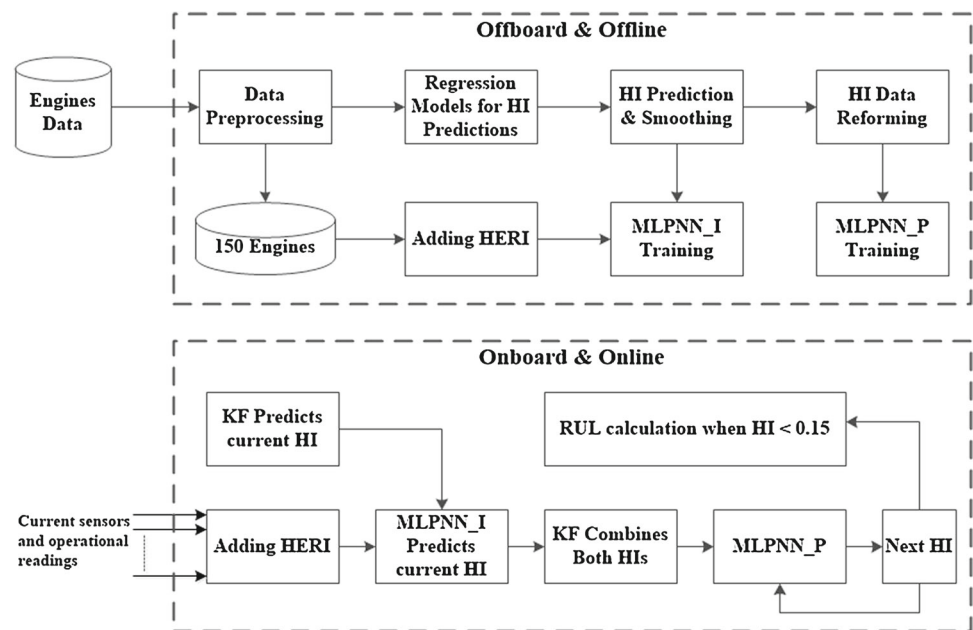 Offboard & Offline
Engines
Data
Data
Preprocessing
Regression
Models for HI
Predictions
HI Prediction
& Smoothing
HI Data
Reforming
150 Engines
Adding HERI
MLPNN_I
Training
MLPNN_P
Training
Onboard & Online
KF Predicts
current HI
RUL calculation when HI < 0.15
Current sensors
and operational
readings
Adding HERI
MLPNN_I
Predicts
current HI
KF Combines
Both HIs
MLPNN_P
Next HI